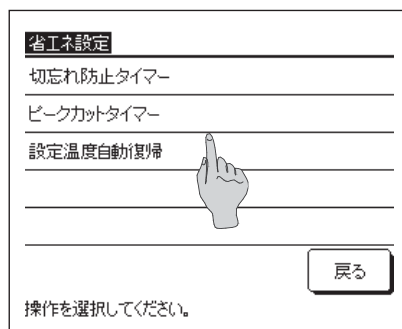 省エネ設定
切忘れ防止タイマー
ピークカットタイマー
設定温度自動復帰
戻る
操作を選択してください。